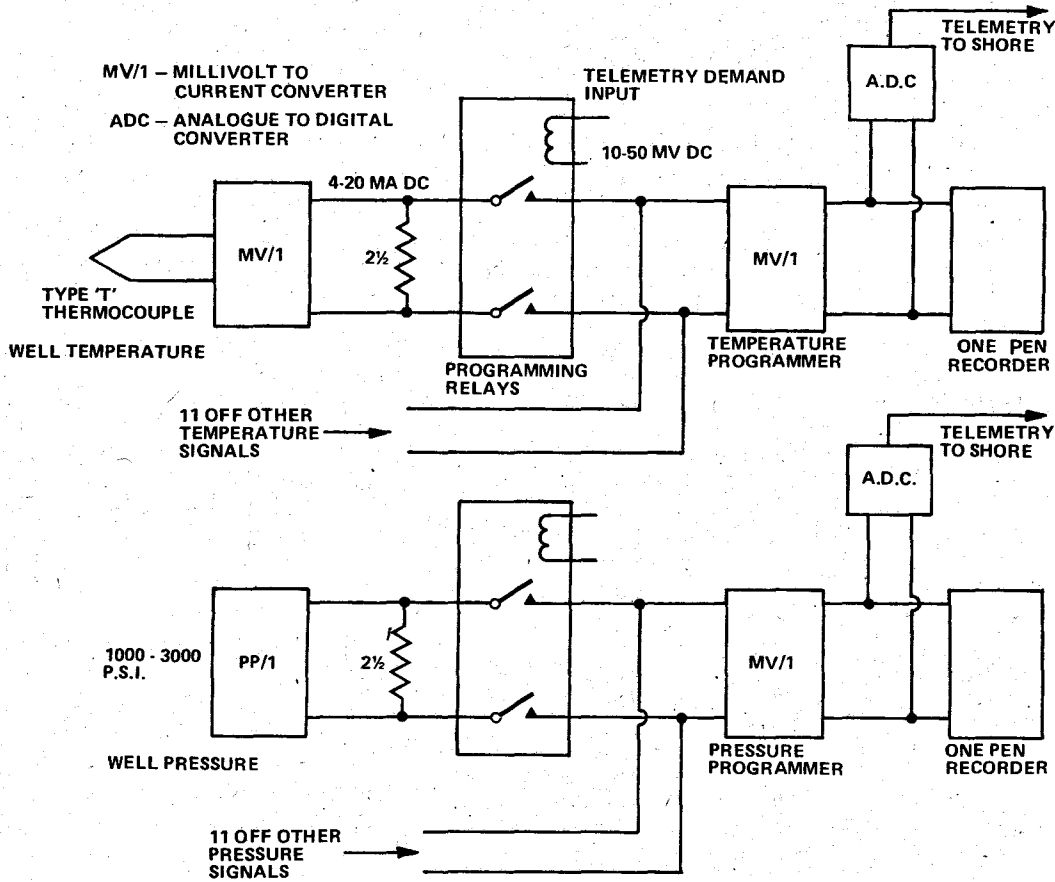 TELEMETRY
TO SHORE
MV/1 – MILLIVOLT TO
CURRENT CONVERTER
ADC – ANALOGUE TO DIGITAL
CONVERTER
TELEMETRY DEMAND
INPUT
A.D.C
10-50 MV DC
4-20 MA DC
MV/1
2½
MV/1
TYPE 'T'
THERMOCOUPLE
WELL TEMPERATURE
PROGRAMMING
RELAYS
TEMPERATURE
PROGRAMMER
ONE PEN
RECORDER
11 OFF OTHER
TEMPERATURE
SIGNALS
TELEMETRY
TO SHORE
A.D.C.
1000 - 3000
P.S.I.
PP/1
2½
MV/1
WELL PRESSURE
PRESSURE
PROGRAMMER
ONE PEN
RECORDER
11 OFF OTHER
PRESSURE
SIGNALS